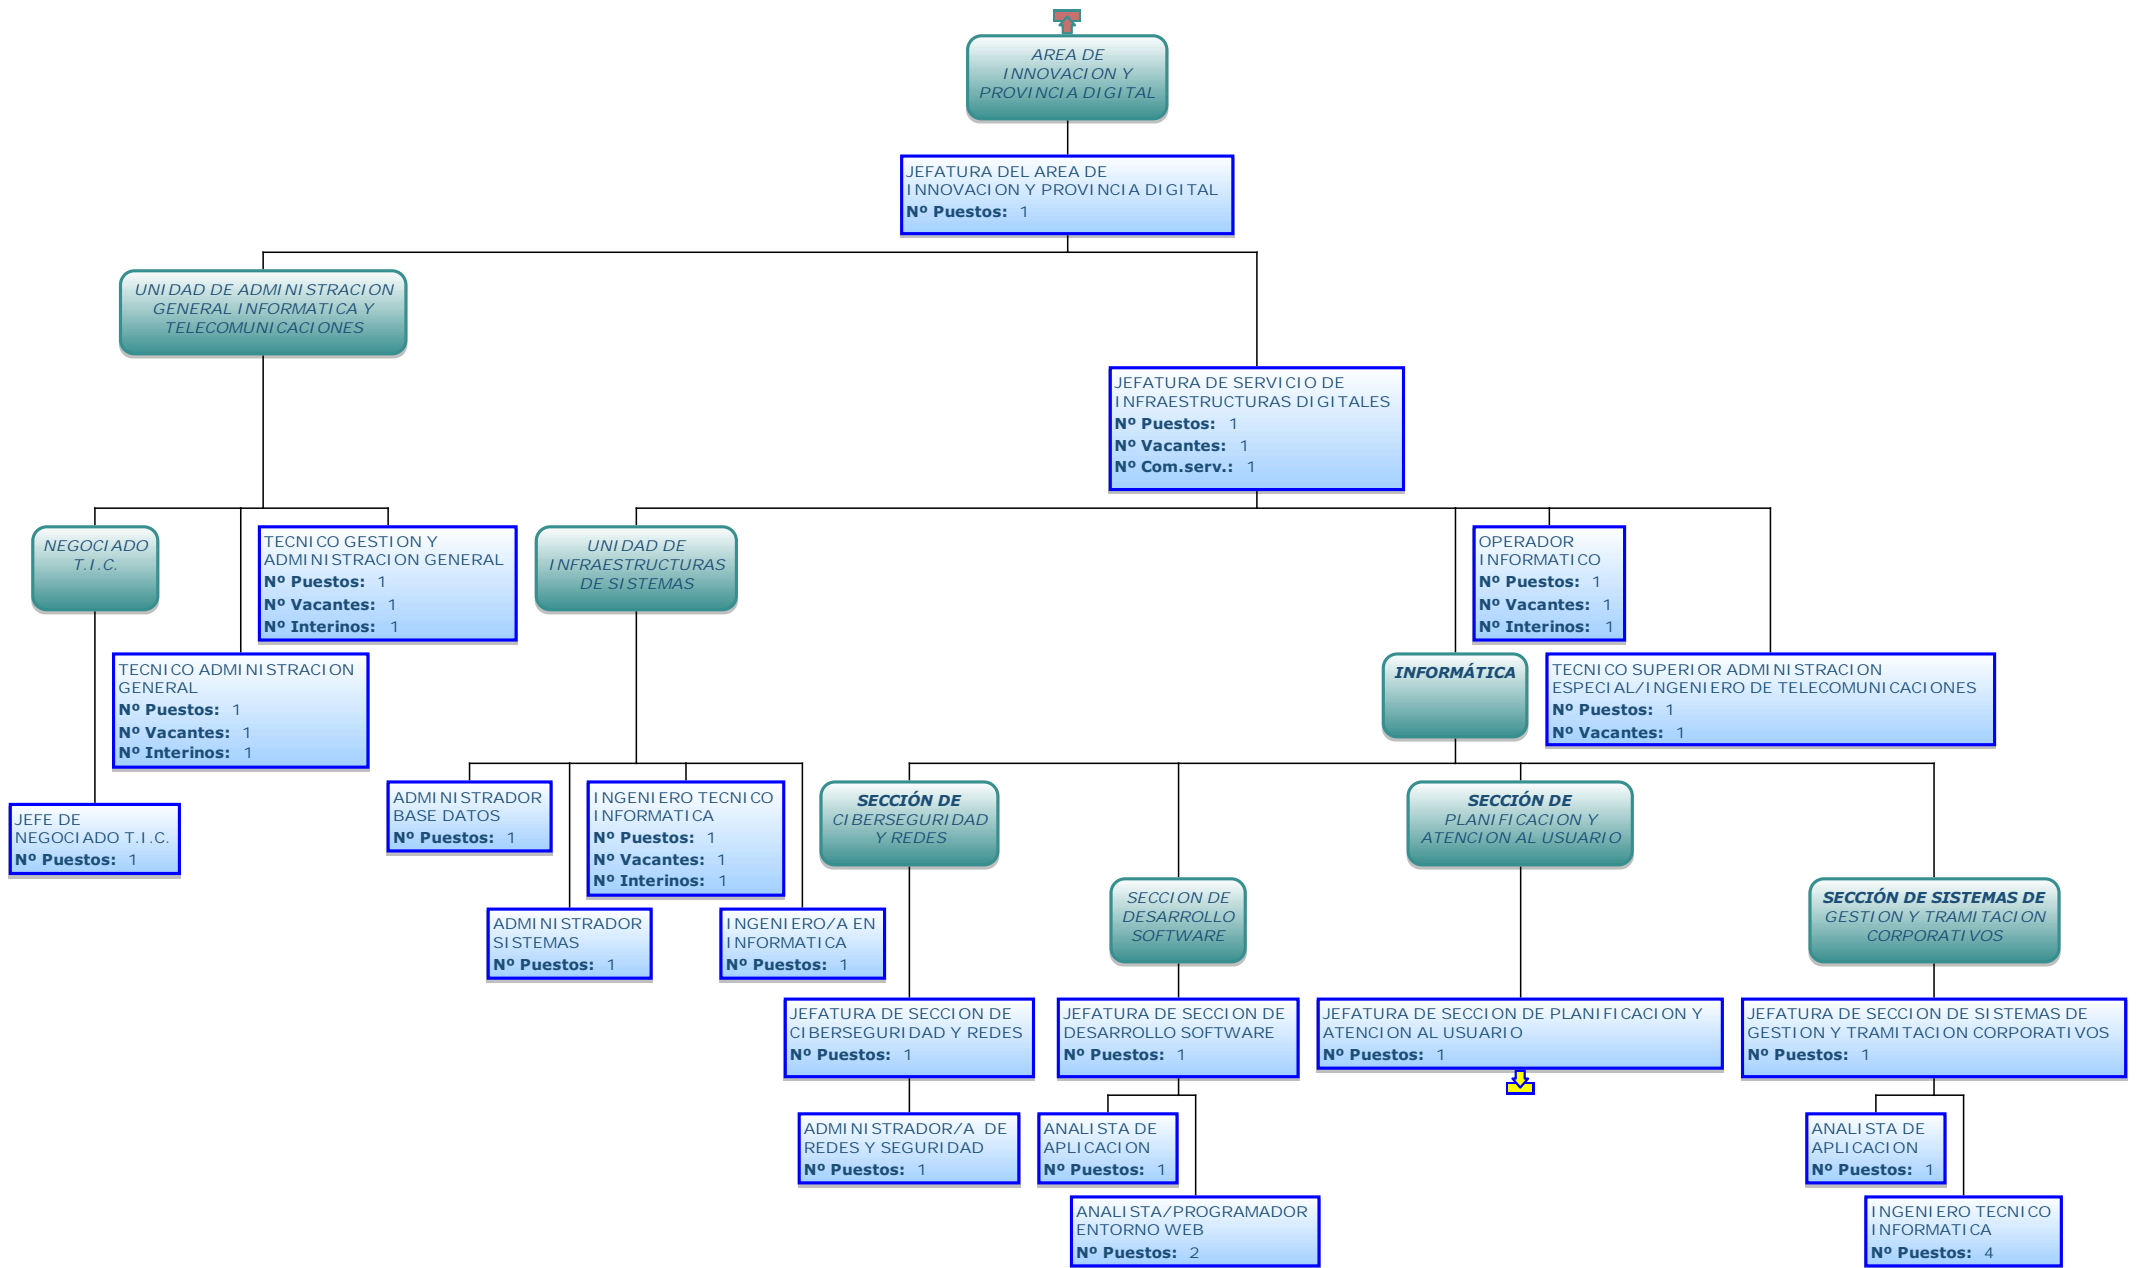 AREA DE
INNOVACION Y
PROVINCIA DIGITAL
JEFATURA DEL AREA DE
INNOVACION Y PROVINCIA DIGITAL
Nº Puestos: 1
UNIDAD DE ADMINISTRACION
GENERAL INFORMATICA Y
TELECOMUNICACIONES
JEFATURA DE SERVICIO DE
INFRAESTRUCTURAS DIGITALES
Nº Puestos: 1
Nº Vacantes: 1
Nº Com.serv.: 1
NEGOCIADO
T.I.C.
TECNICO GESTION Y
ADMINISTRACION GENERAL
Nº Puestos: 1
Nº Vacantes: 1
Nº Interinos: 1
UNIDAD DE
INFRAESTRUCTURAS
DE SISTEMAS
OPERADOR
INFORMATICO
Nº Puestos: 1
Nº Vacantes: 1
Nº Interinos: 1
TECNICO ADMINISTRACION
GENERAL
Nº Puestos: 1
Nº Vacantes: 1
Nº Interinos: 1
INFORMÁTICA
TECNICO SUPERIOR ADMINISTRACION
ESPECIAL/INGENIERO DE TELECOMUNICACIONES
Nº Puestos: 1
Nº Vacantes: 1
JEFE DE
NEGOCIADO T.I.C.
Nº Puestos: 1
ADMINISTRADOR
BASE DATOS
Nº Puestos: 1
INGENIERO TECNICO
INFORMATICA
Nº Puestos: 1
Nº Vacantes: 1
Nº Interinos: 1
SECCIÓN DE
CIBERSEGURIDAD
Y REDES
SECCIÓN DE
PLANIFICACION Y
ATENCION AL USUARIO
SECCION DE
DESARROLLO
SOFTWARE
SECCIÓN DE SISTEMAS DE
GESTION Y TRAMITACION
CORPORATIVOS
ADMINISTRADOR
SISTEMAS
Nº Puestos: 1
INGENIERO/A EN
INFORMATICA
Nº Puestos: 1
JEFATURA DE SECCION DE
CIBERSEGURIDAD Y REDES
Nº Puestos: 1
JEFATURA DE SECCION DE
DESARROLLO SOFTWARE
Nº Puestos: 1
JEFATURA DE SECCION DE PLANIFICACION Y
ATENCION AL USUARIO
Nº Puestos: 1
JEFATURA DE SECCION DE SISTEMAS DE
GESTION Y TRAMITACION CORPORATIVOS
Nº Puestos: 1
ADMINISTRADOR/A DE
REDES Y SEGURIDAD
Nº Puestos: 1
ANALISTA DE
APLICACION
Nº Puestos: 1
ANALISTA DE
APLICACION
Nº Puestos: 1
ANALISTA/PROGRAMADOR
ENTORNO WEB
Nº Puestos: 2
INGENIERO TECNICO
INFORMATICA
Nº Puestos: 4